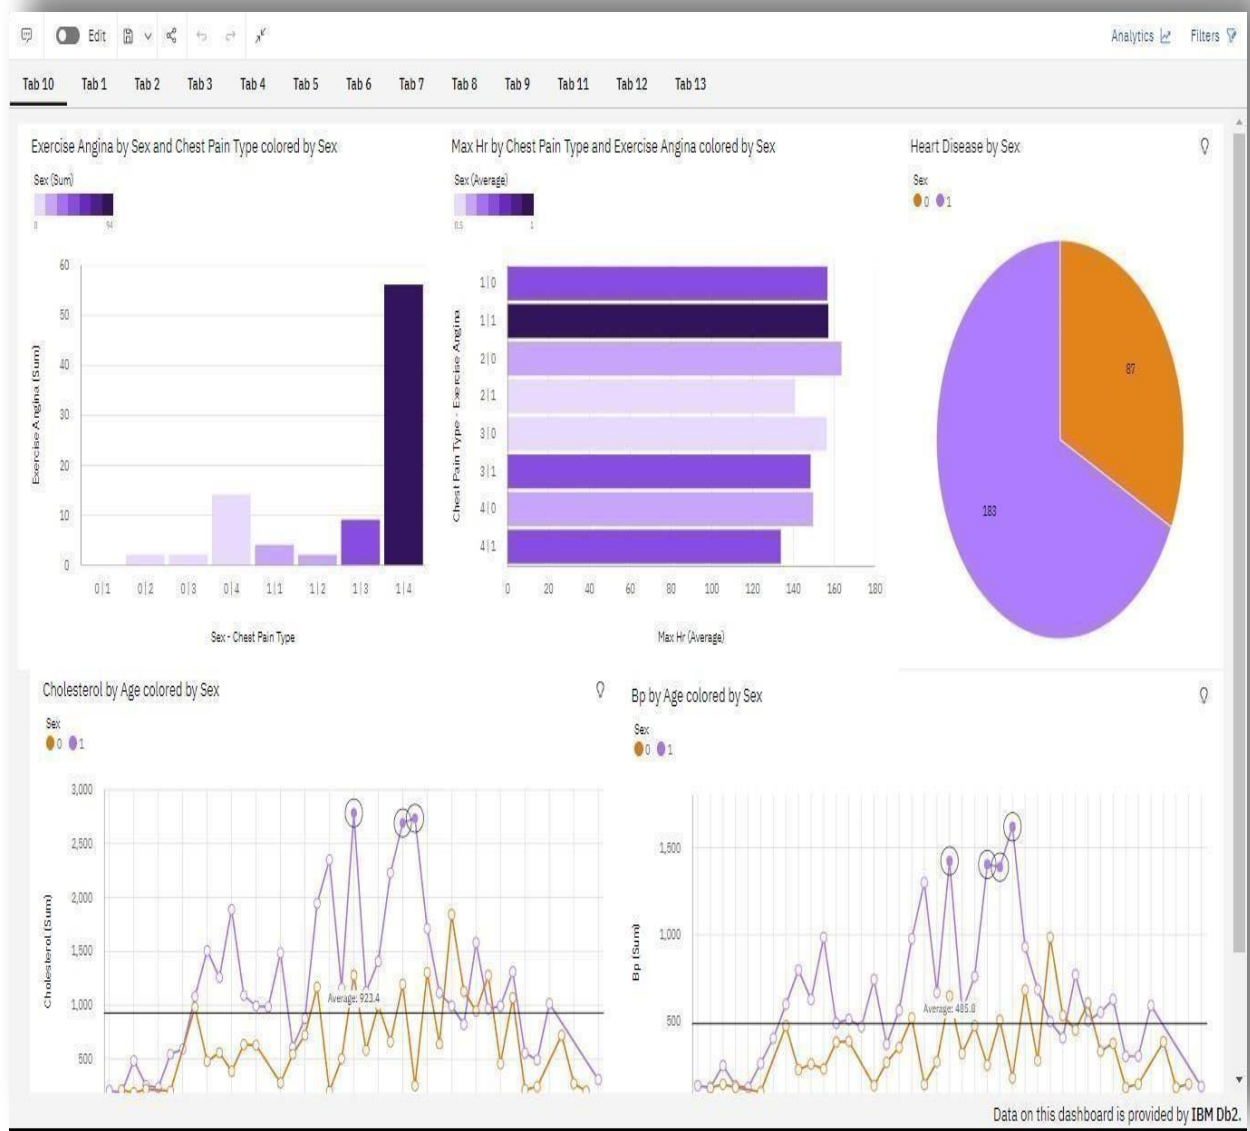 Edit
Analytics
Filters
Tab 10 Tab 1 Tab 2 Tab 3 Tab 4 Tab 5 Tab 6 Tab 7 Tab 8 Tab 9 Tab 11 Tab 12 Tab 13
Exercise Angina by Sex and Chest Pain Type colored by Sex
Sex (Sum)
0 94
Exercise Angina (Sum)
60
50
40
30
20
10
0
0|1 0|2 0|3 0|4 1|1 1|2 1|3 1|4
Sex - Chest Pain Type
Max Hr by Chest Pain Type and Exercise Angina colored by Sex
Sex (Average)
0.5 1
Chest Pain Type - Exercise Angina
1|0
1|1
2|0
2|1
3|0
3|1
4|0
4|1
0 20 40 60 80 100 120 140 160 180
Max Hr (Average)
Heart Disease by Sex
Sex
0 1
87
183
Cholesterol by Age colored by Sex
Sex
0 1
Cholesterol (Sum)
3,000
2,500
2,000
1,500
1,000
500
Average: 923.4
Bp by Age colored by Sex
Sex
0 1
Bp (Sum)
1,500
1,000
500
Average: 485.8
Data on this dashboard is provided by IBM Db2.